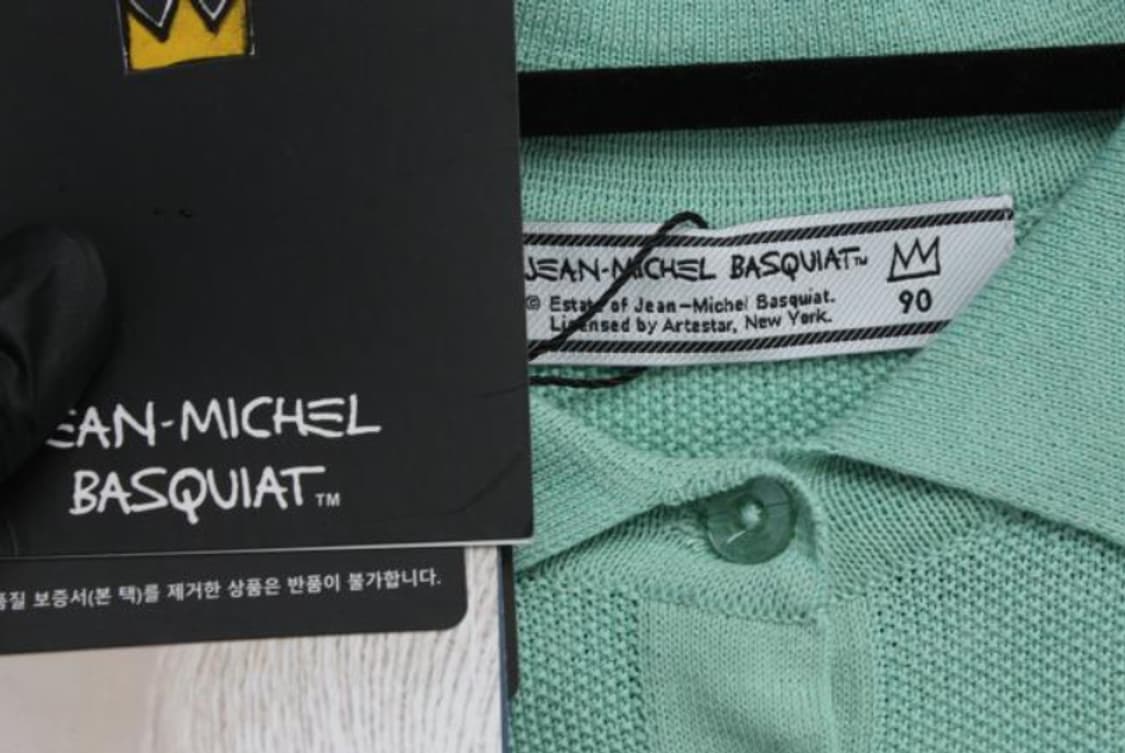 JEAN-MICHEL BASQUIAT™
© Estate of Jean-Michel Basquiat.
Licensed by Artestar, New York.
90
EAN-MICHEL
BASQUIAT™
품질 보증서(본 택)를 제거한 상품은 반품이 불가합니다.